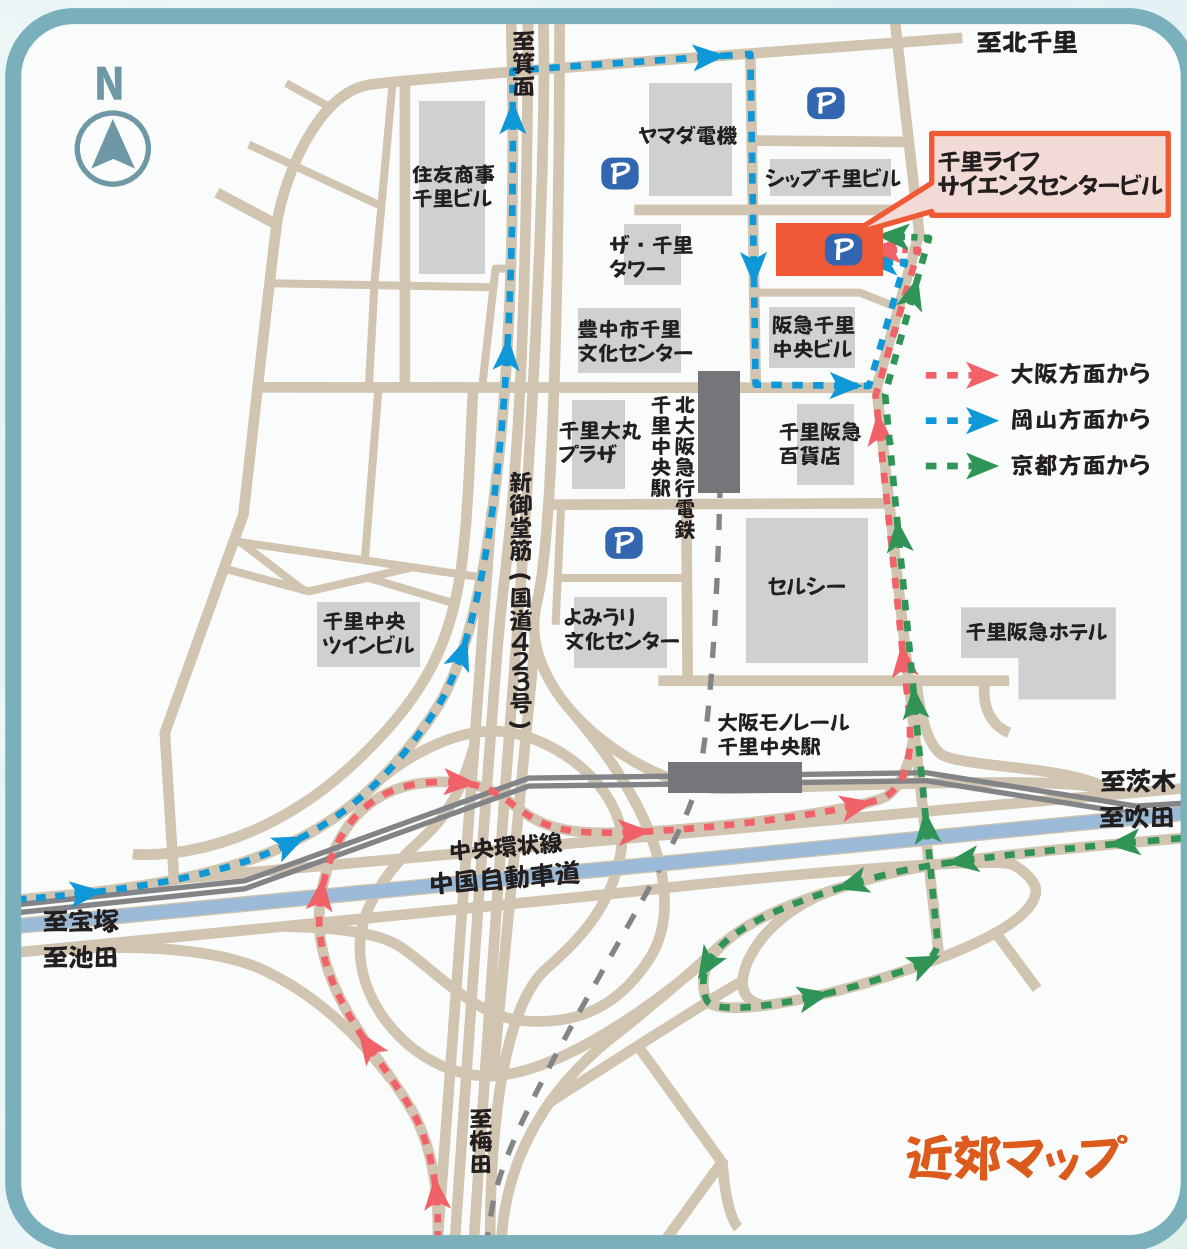 至箕面
至北千里
N
P
ヤマダ電機
千里ライフ
サイエンスセンタービル
住友商事
千里ビル
P
シップ千里ビル
ザ・千里
タワー
P
豊中市千里
文化センター
阪急千里
中央ビル
大阪方面から
岡山方面から
京都方面から
北大阪急行電鉄
千里中央駅
千里大丸
プラザ
千里阪急
百貨店
新御堂筋(国道423号)
P
セルシー
千里中央
ツインビル
よみうり
文化センター
千里阪急ホテル
大阪モノレール
千里中央駅
至茨木
至吹田
中央環状線
中国自動車道
至宝塚
至池田
至梅田
近郊マップ